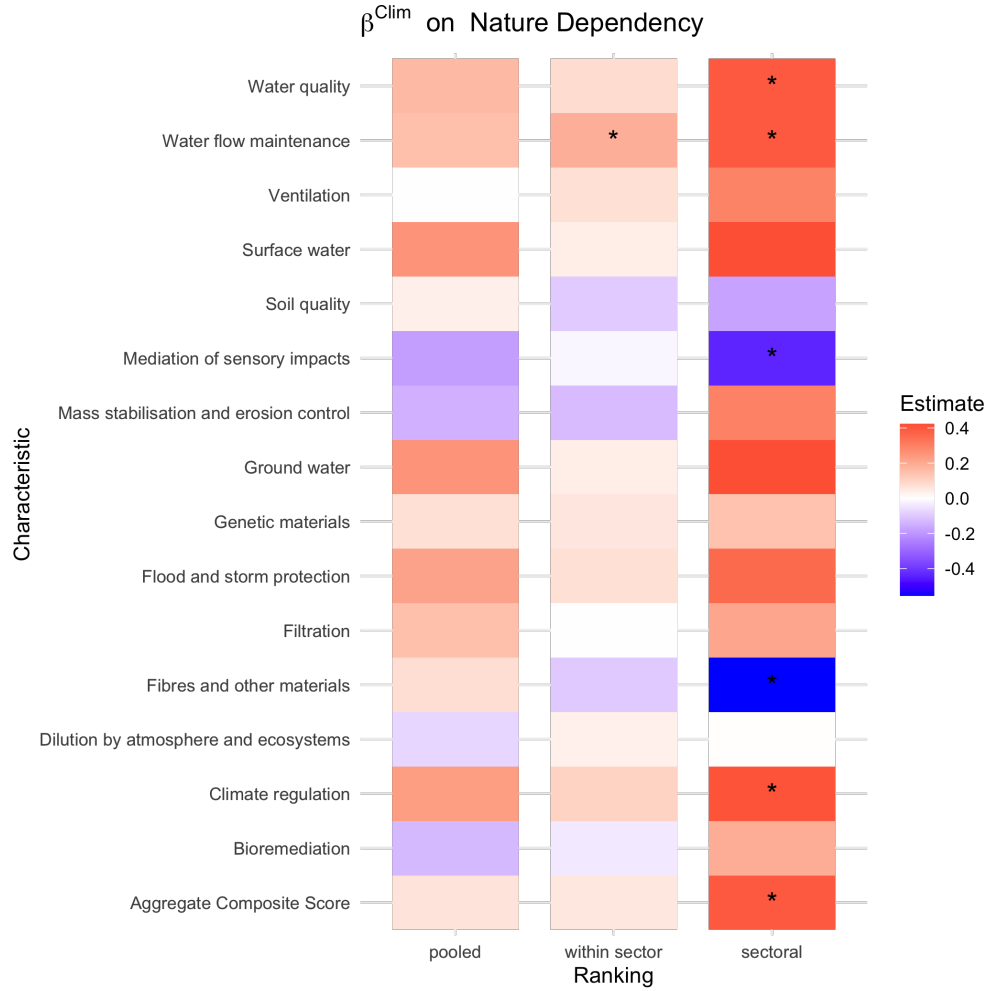 βClim on Nature Dependency
Water quality
*
Water flow maintenance
*
*
Ventilation
Surface water
Soil quality
Mediation of sensory impacts
*
Mass stabilisation and erosion control
Ground water
Genetic materials
Flood and storm protection
Filtration
Fibres and other materials
*
Dilution by atmosphere and ecosystems
Climate regulation
*
Bioremediation
Aggregate Composite Score
*
Characteristic
pooled
within sector
sectoral
Ranking
Estimate
0.4
0.2
0.0
-0.2
-0.4